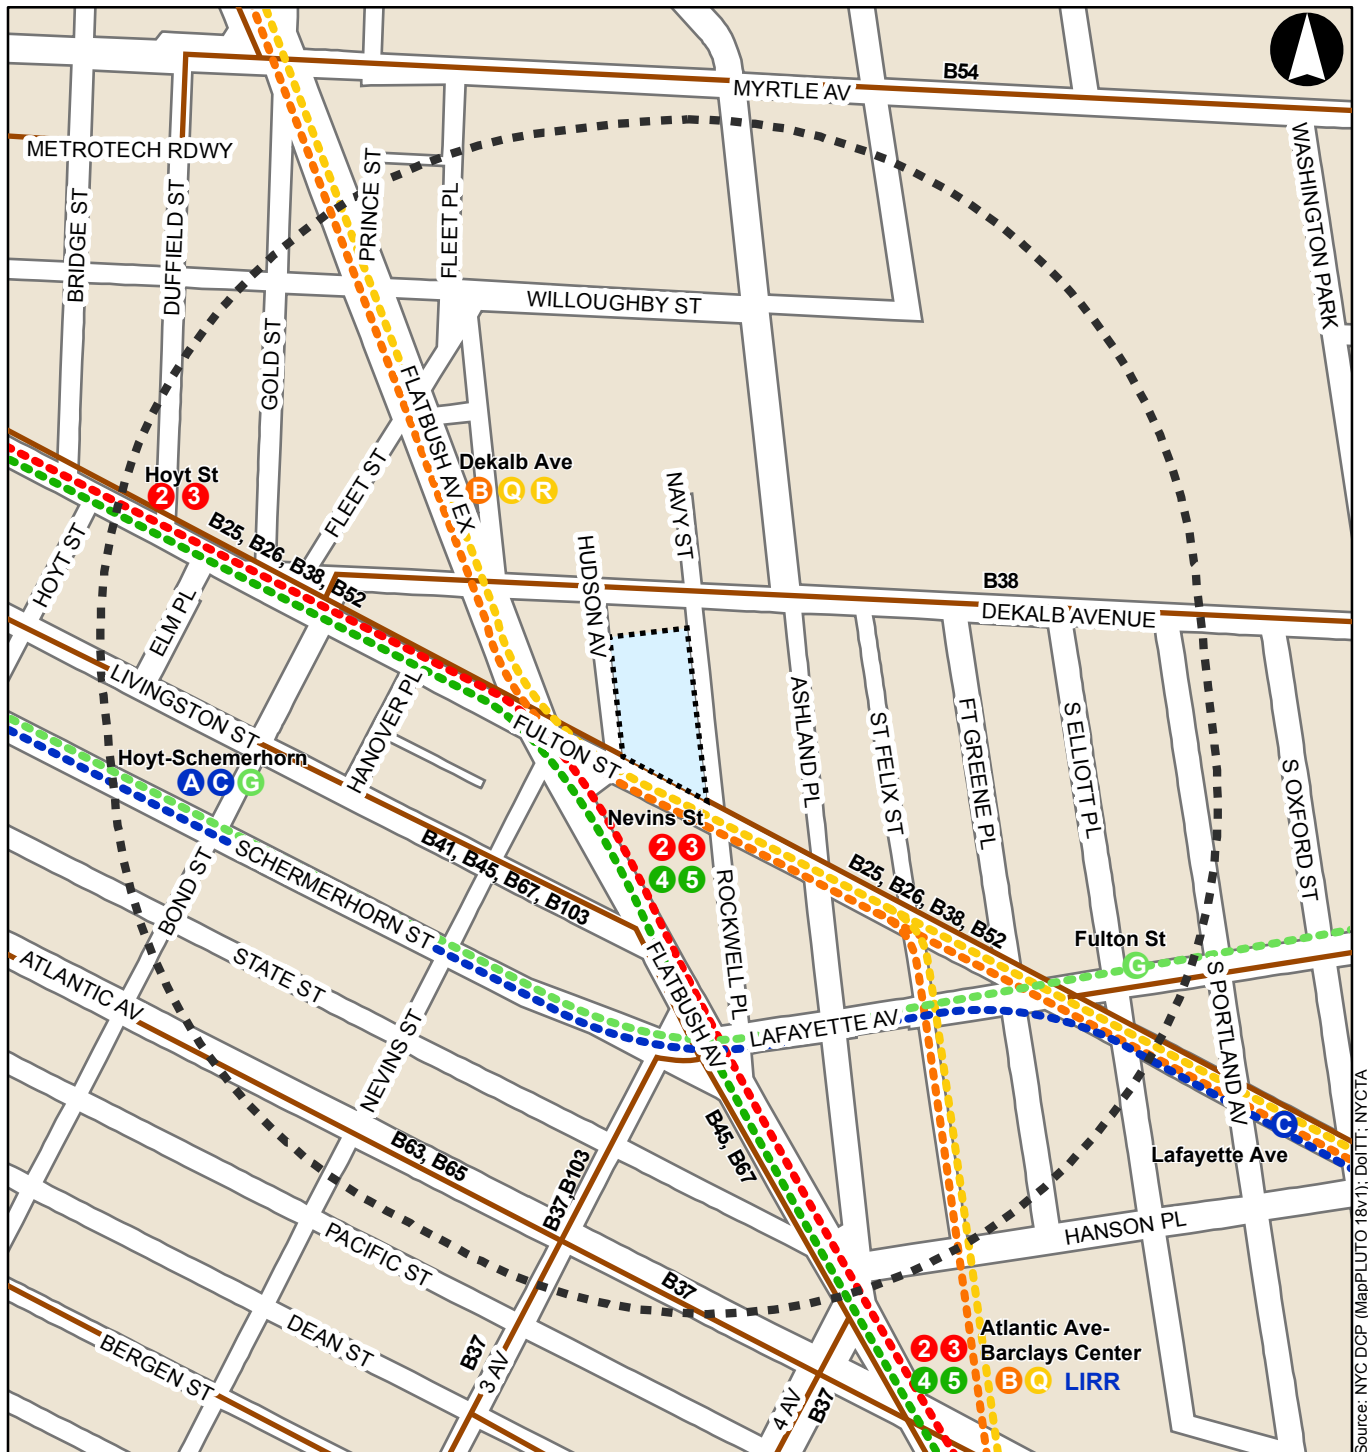 B54
MYRTLE AV
METROTECH RDWY
BRIDGE ST
DUFFIELD ST
GOLD ST
PRINCE ST
FLEET PL
WASHINGTON PARK
WILLOUGHBY ST
FLATBUSH AV EX
FLEET ST
Dekalb Ave
B Q R
Hoyt St
2 3
B25, B26, B38, B52
NAVY ST
HUDSON AV
HOYT ST
ELM PL
B38
DEKALB AVENUE
LIVINGSTON ST
HANOVER PL
FULTON ST
ASHLAND PL
ST. FELIX ST
FT GREENE PL
S ELLIOTT PL
S OXFORD ST
Hoyt-Schemerhorn
A C G
Nevins St
2 3
4 5
BOND ST
SCHERMERHORN ST
B41, B45, B67, B103
ROCKWELL PL
B25, B26, B38, B52
Fulton St
G
S PORTLAND AV
ATLANTIC AV
STATE ST
NEVINS ST
FLATBUSH AV
LAFAYETTE AV
C
Lafayette Ave
B63, B65
B37, B103
B45, B67
HANSON PL
PACIFIC ST
B37
DEAN ST
BERGEN ST
B37
3 AV
4 AV
B37
2 3
4 5
Atlantic Ave-
Barclays Center
B Q LIRR
Source: NYC DCP (MapPLUTO 18v1); DoITT; NYCTA